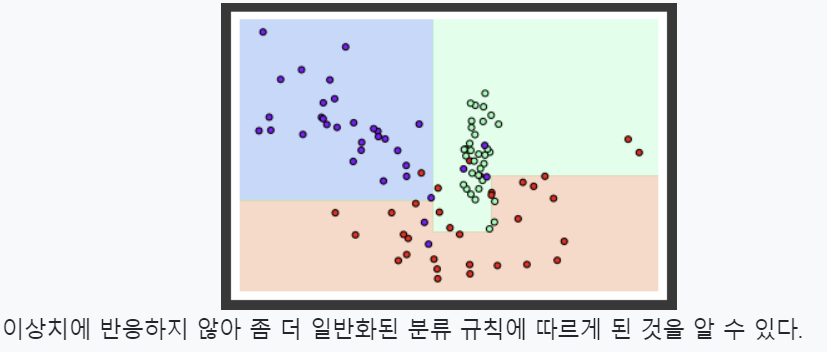 이상치에 반응하지 않아 좀 더 일반화된 분류 규칙에 따르게 된 것을 알 수 있다.